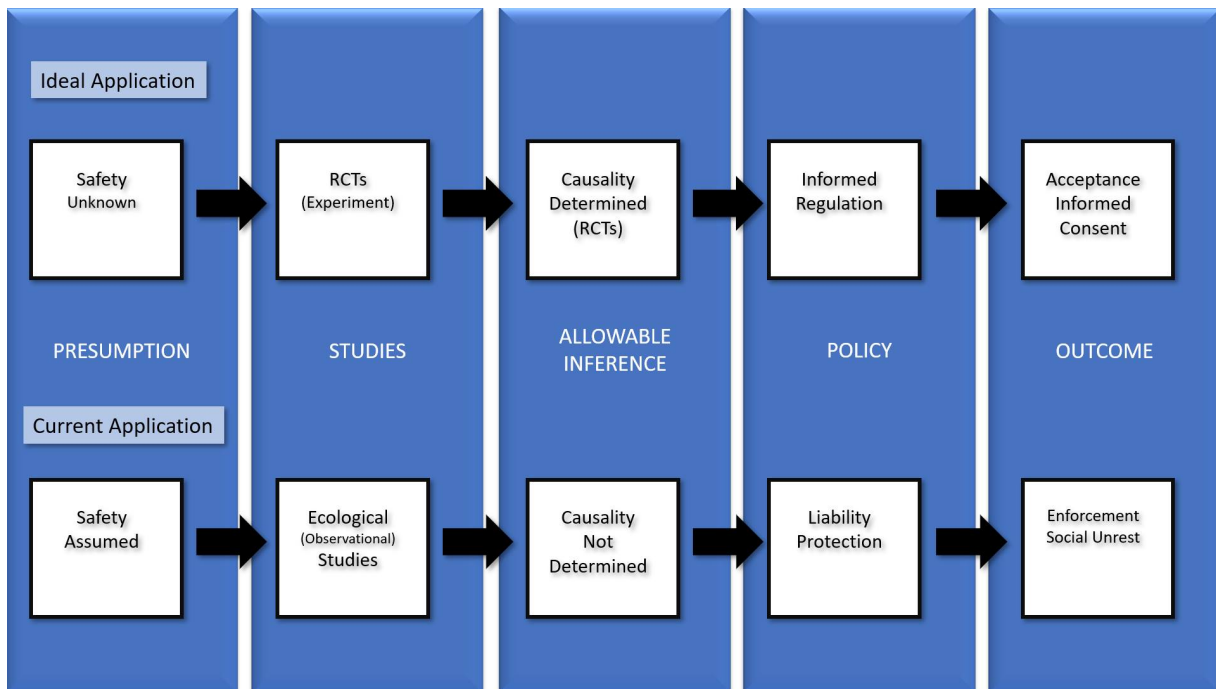 Ideal Application
Safety
Unknown
RCTs
(Experiment)
Causality
Determined
(RCTs)
Informed
Regulation
Acceptance
Informed
Consent
PRESUMPTION
STUDIES
ALLOWABLE
INFERENCE
POLICY
OUTCOME
Current Application
Safety
Assumed
Ecological
(Observational)
Studies
Causality
Not
Determined
Liability
Protection
Enforcement
Social Unrest